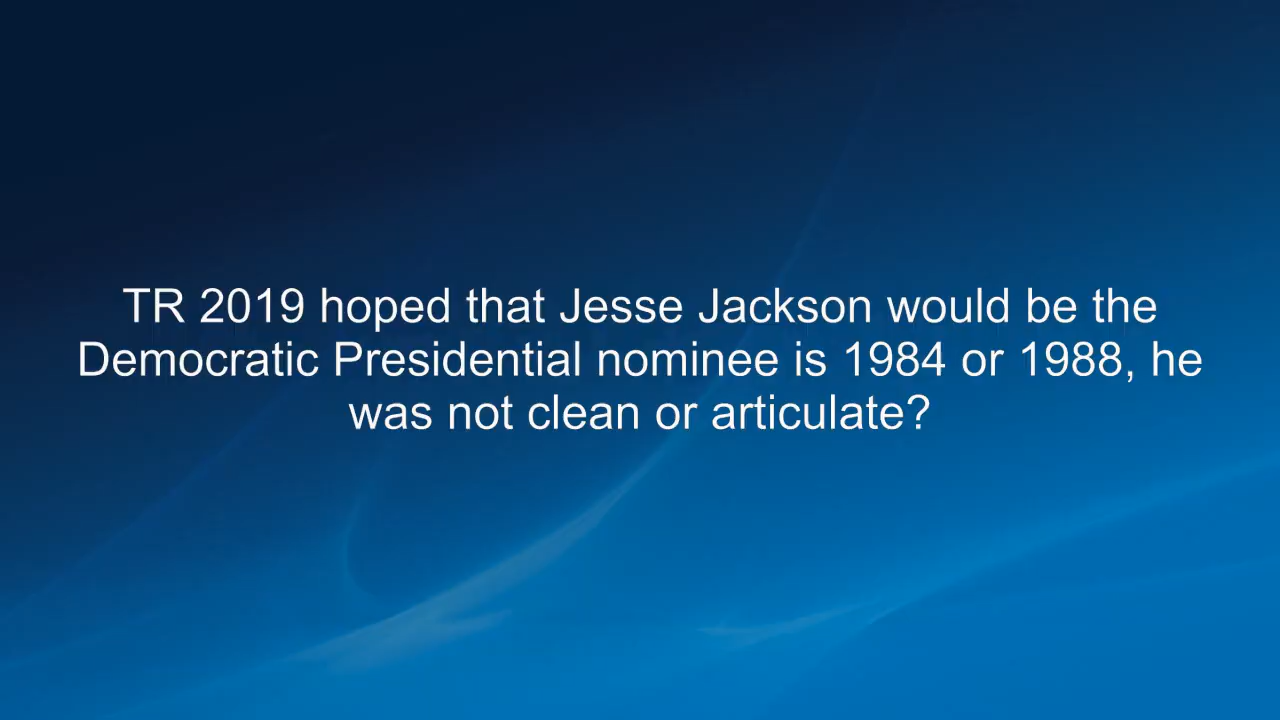 TR 2019 hoped that Jesse Jackson would be the
Democratic Presidential nominee is 1984 or 1988, he
was not clean or articulate?